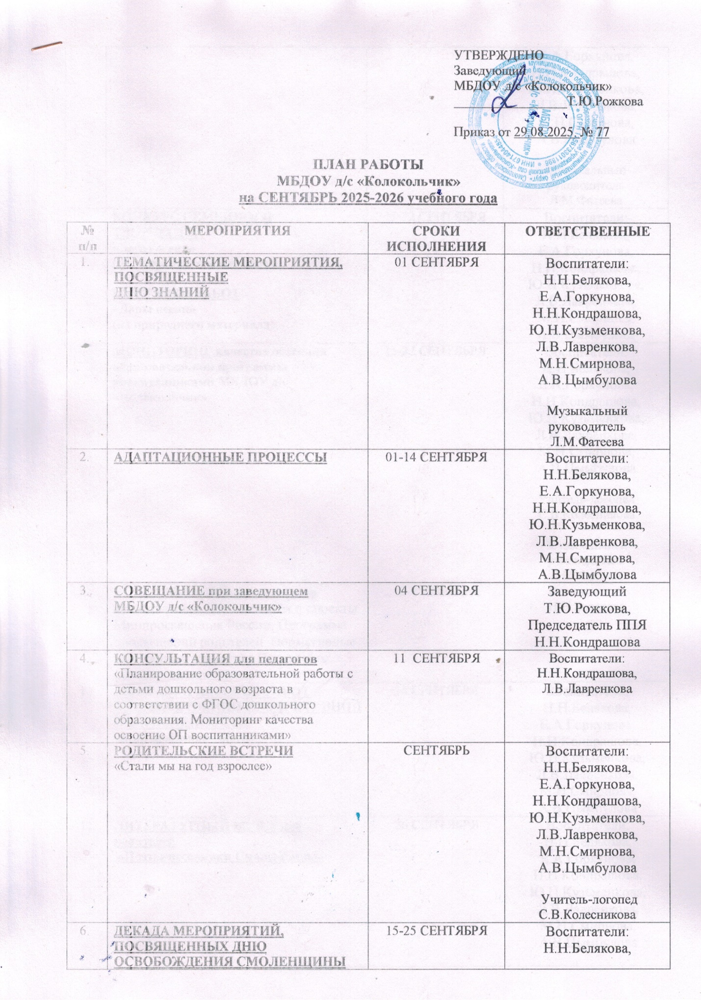 УТВЕРЖДЕНО
Заведующий
МБДОУ д/с «Колокольчик»
Т.Ю.Рожкова
Приказ от 29.08.2025. № 77
ПЛАН РАБОТЫ
МБДОУ д/с «Колокольчик»
на СЕНТЯБРЬ 2025-2026 учебного года
№ п/п
МЕРОПРИЯТИЯ
СРОКИ
ИСПОЛНЕНИЯ
ОТВЕТСТВЕННЫЕ
1.
ТЕМАТИЧЕСКИЕ МЕРОПРИЯТИЯ,
ПОСВЯЩЕННЫЕ
ДНЮ ЗНАНИЙ
01 СЕНТЯБРЯ
Воспитатели:
Н.Н.Белякова,
Е.А.Горкунова,
Н.Н.Кондрашова,
Ю.Н.Кузьменкова,
Л.В.Лавренкова,
М.Н.Смирнова,
А.В.Цымбулова
Музыкальный
руководитель
Л.М.Фатеева
2.
АДАПТАЦИОННЫЕ ПРОЦЕССЫ
01-14 СЕНТЯБРЯ
Воспитатели:
Н.Н.Белякова,
Е.А.Горкунова,
Н.Н.Кондрашова,
Ю.Н.Кузьменкова,
Л.В.Лавренкова,
М.Н.Смирнова,
А.В.Цымбулова
3.
СОВЕЩАНИЕ при заведующем
МБДОУ д/с «Колокольчик»
04 СЕНТЯБРЯ
Заведующий
Т.Ю.Рожкова,
Председатель ППЯ
Н.Н.Кондрашова
4.
КОНСУЛЬТАЦИЯ для педагогов
«Планирование образовательной работы с
детьми дошкольного возраста в
соответствии с ФГОС дошкольного
образования. Мониторинг качества
освоение ОП воспитанниками»
11 СЕНТЯБРЯ
Воспитатели:
Н.Н.Кондрашова,
Л.В.Лавренкова
5.
РОДИТЕЛЬСКИЕ ВСТРЕЧИ
«Стали мы на год взрослее»
СЕНТЯБРЬ
Воспитатели:
Н.Н.Белякова,
Е.А.Горкунова,
Н.Н.Кондрашова,
Ю.Н.Кузьменкова,
Л.В.Лавренкова,
М.Н.Смирнова,
А.В.Цымбулова
Учитель-логопед
С.В.Колесникова
6.
ДЕКАДА МЕРОПРИЯТИЙ,
ПОСВЯЩЕННЫХ ДНЮ
ОСВОБОЖДЕНИЯ СМОЛЕНЩИНЫ
15-25 СЕНТЯБРЯ
Воспитатели:
Н.Н.Белякова,